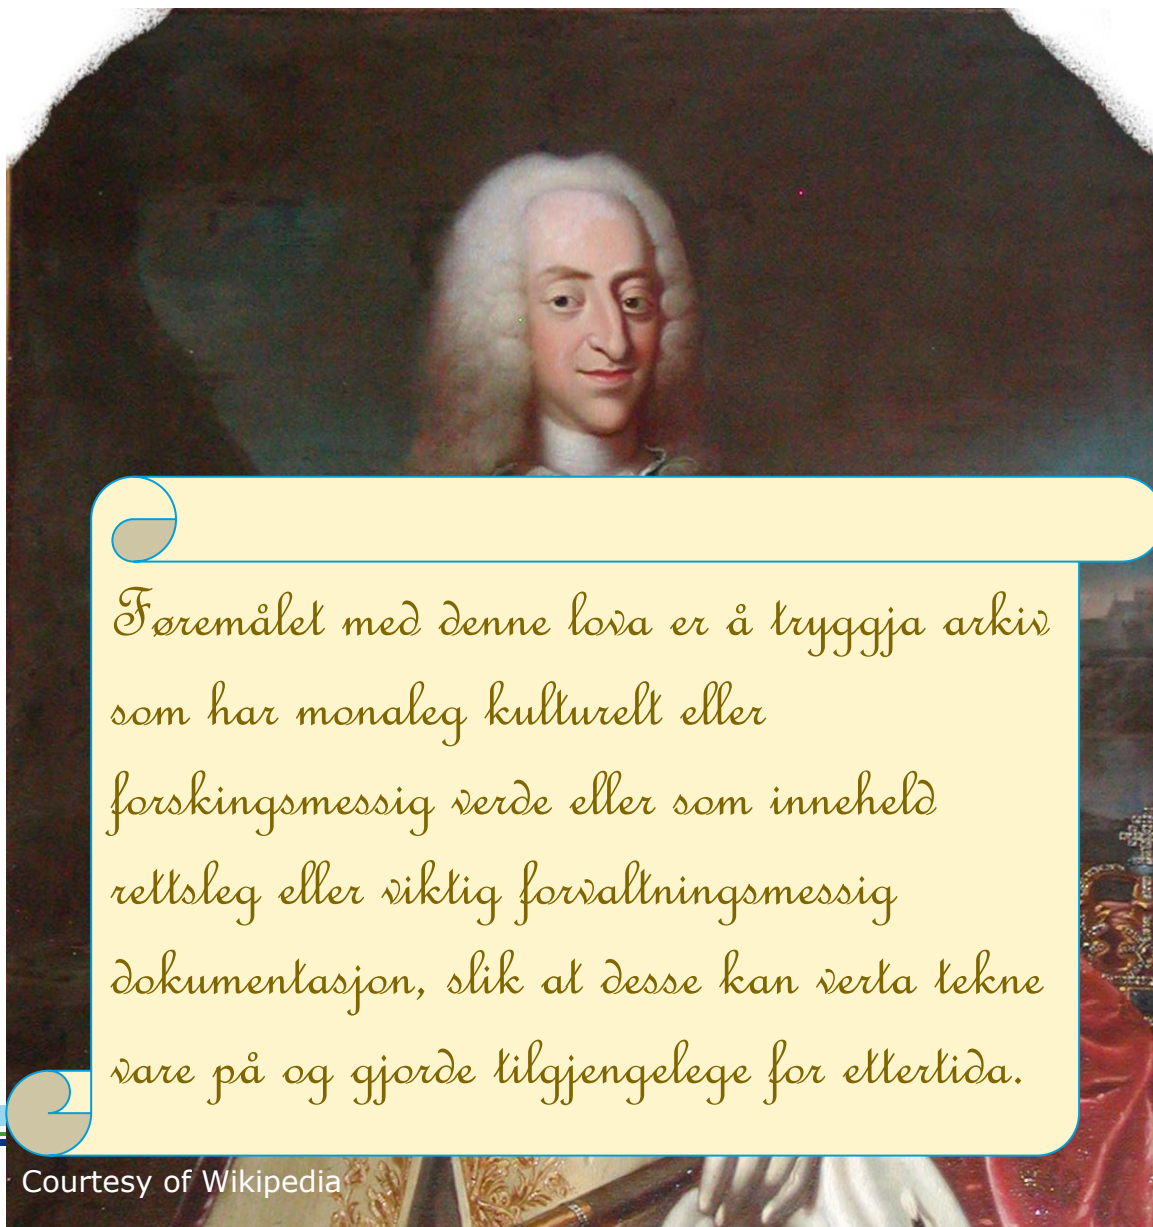 Føremålet med denne lova er å tryggja arkiv
som har monaleg kulturelt eller
forskingsmessig verde eller som inneheld
rettsleg eller viktig forvaltningsmessig
dokumentasjon, slik at desse kan verta tekne
vare på og gjorde tilgjengelege for ettertida.
Courtesy of Wikipedia